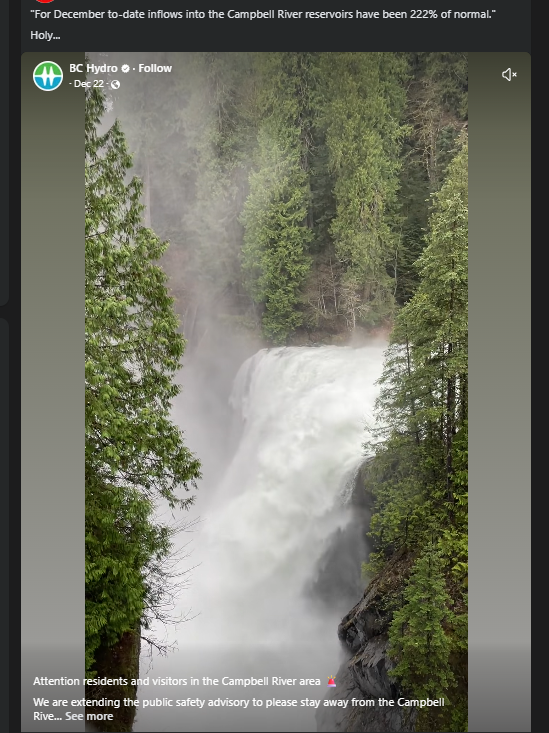 "For December to-date inflows into the Campbell River reservoirs have been 222% of normal."
Holy...
BC Hydro · Follow
· Dec 22 ·
Attention residents and visitors in the Campbell River area 🚨
We are extending the public safety advisory to please stay away from the Campbell
Rive... See more